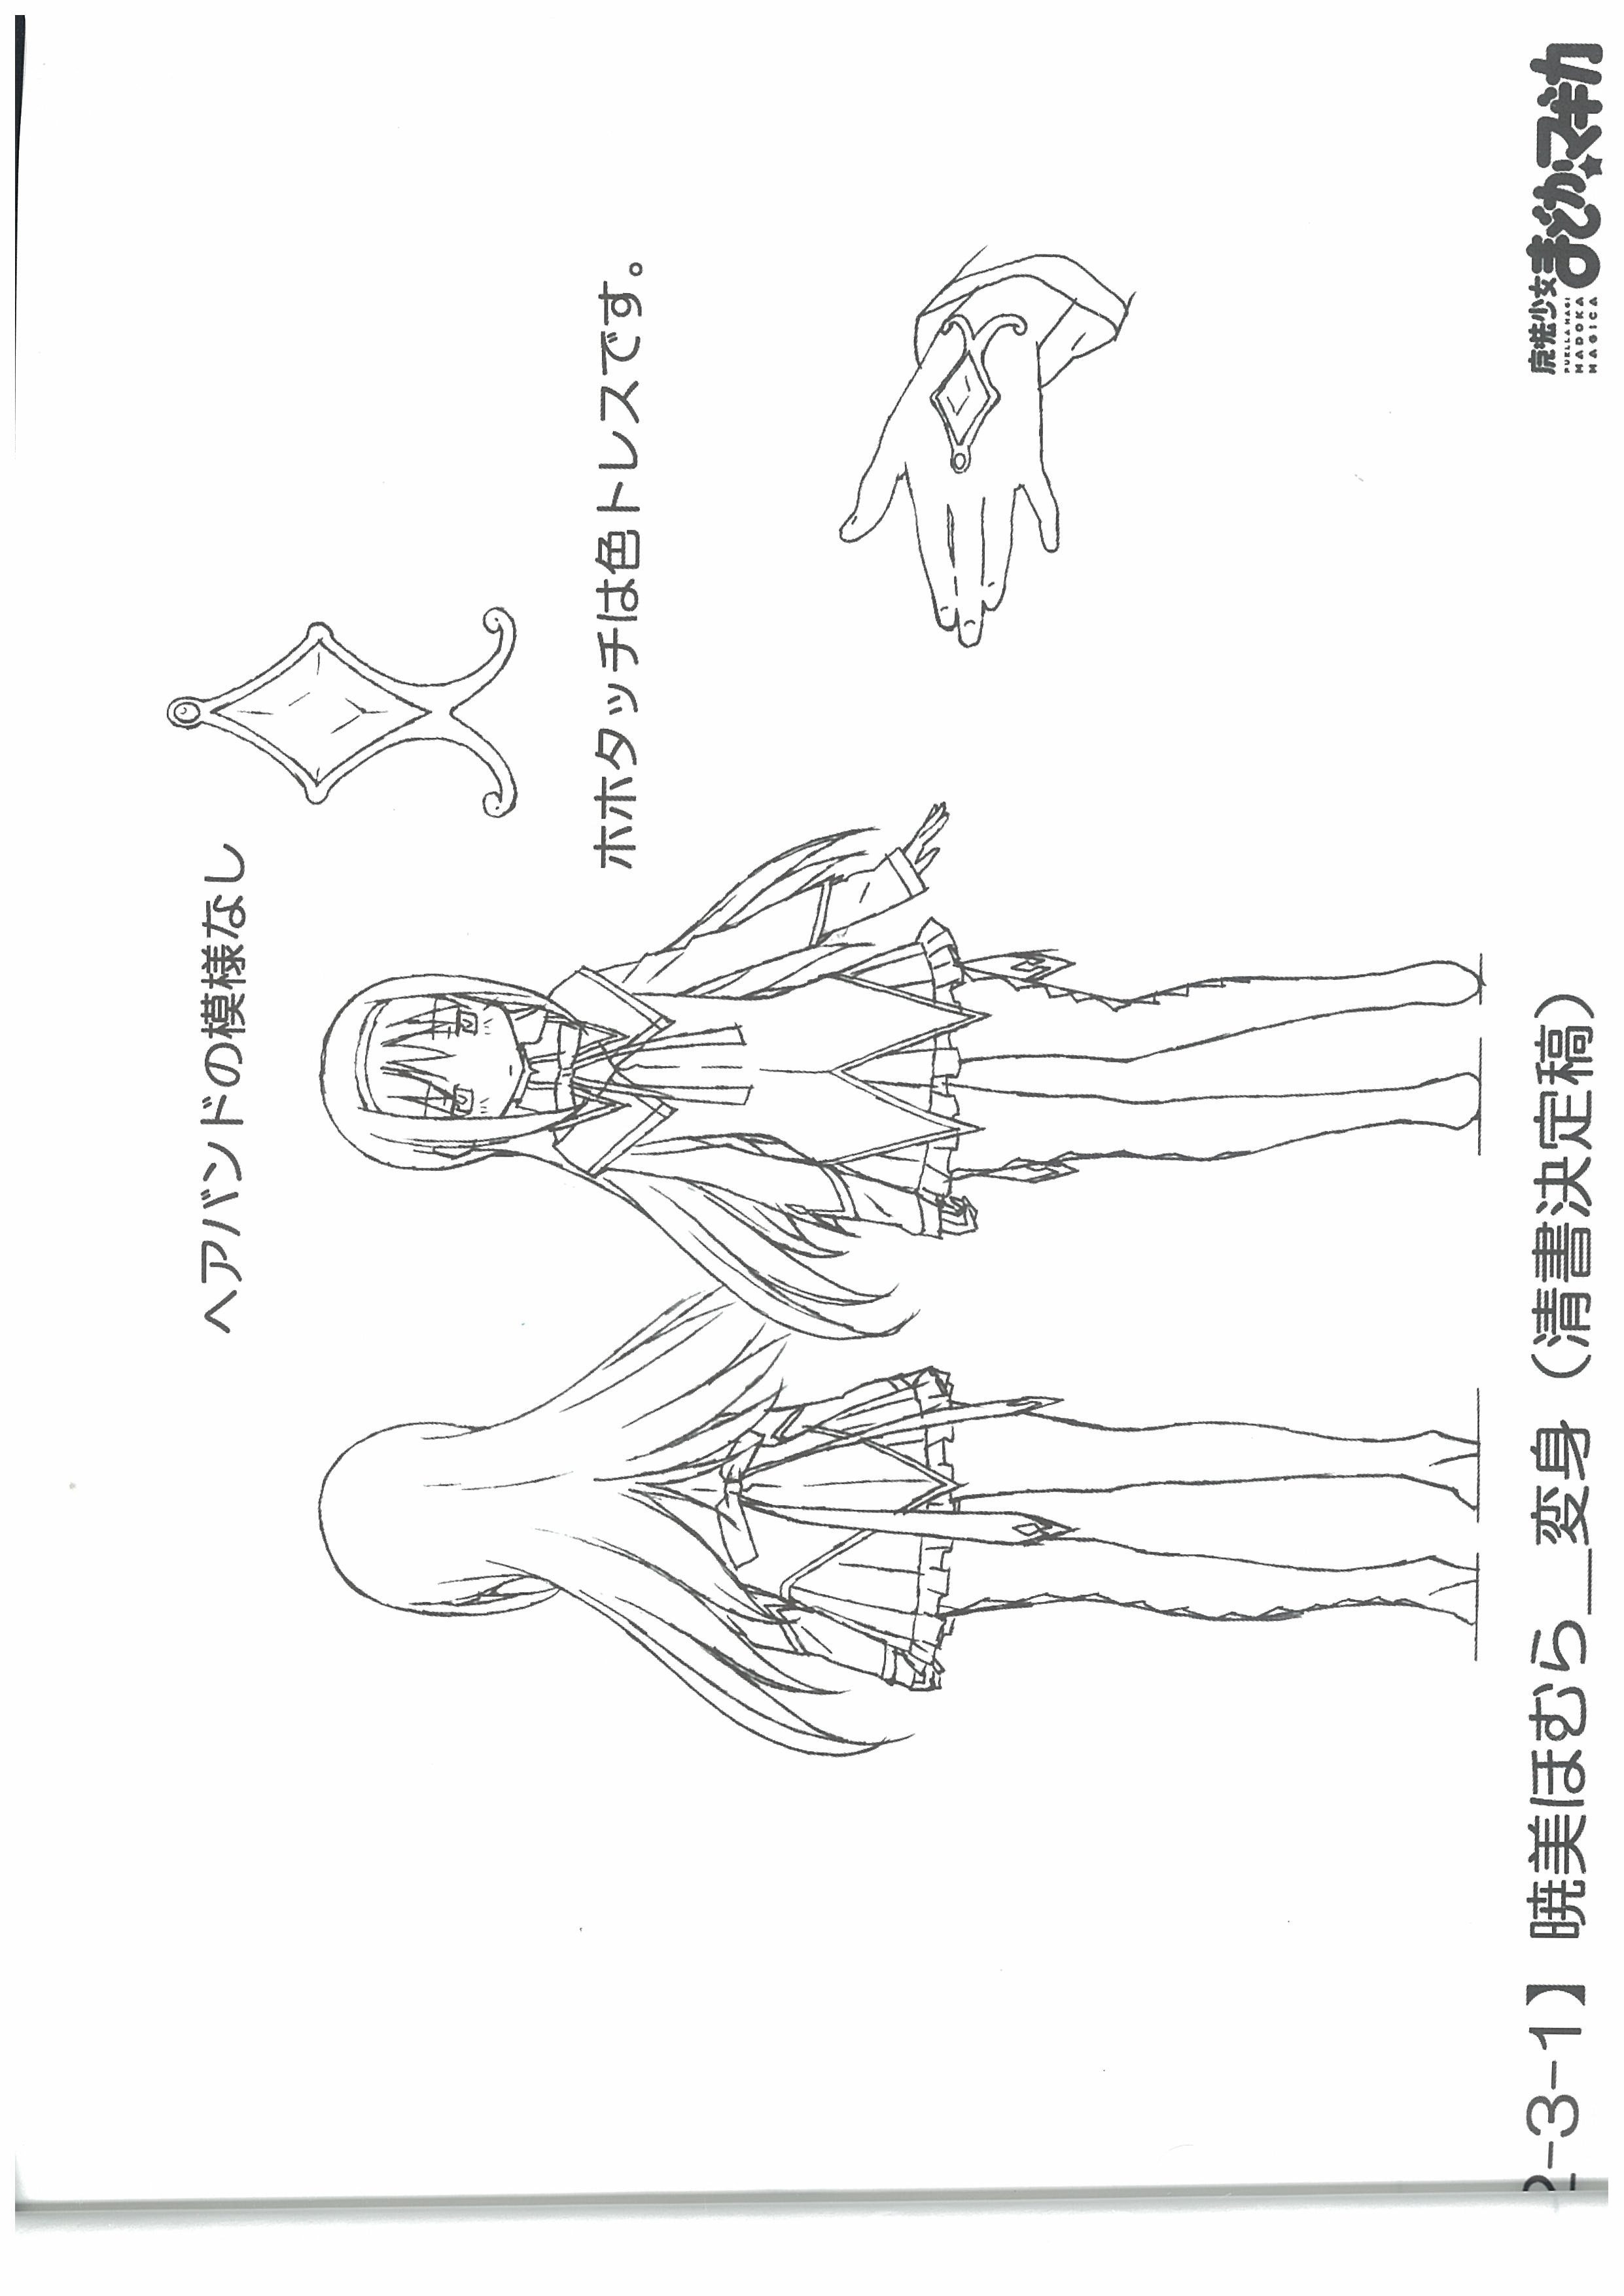 ヘアバンドの模様なし
ホホタッチは色トレスです。
2-3-1】暁美ほむら__変身（清書決定稿）
魔法少女
まどか☆マギカ
PUELLA MAGI
MADOKA
MAGICA